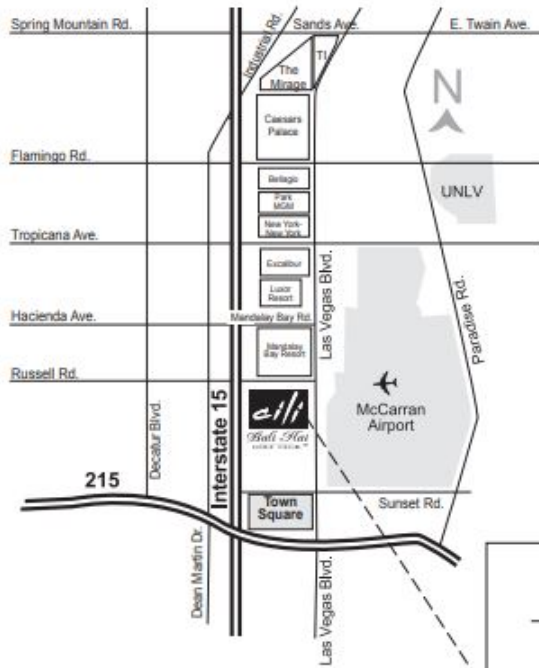 Spring Mountain Rd.
Sands Ave.
E. Twain Ave.
Industrial Rd.
TI
The
Mirage
N
Caesars
Palace
Flamingo Rd.
UNLV
Bellagio
Park
MGM
New York-
New York
Tropicana Ave.
Excalibur
Luxor
Resort
Las Vegas Blvd.
Paradise Rd.
Hacienda Ave.
Mandalay Bay Rd.
Mandalay
Bay Resort
Russell Rd.
McCarran
Airport
Decatur Blvd.
Interstate 15
cili
Bali Hai
GOLF CLUB
215
Town
Square
Sunset Rd.
Dean Martin Dr.
Las Vegas Blvd.